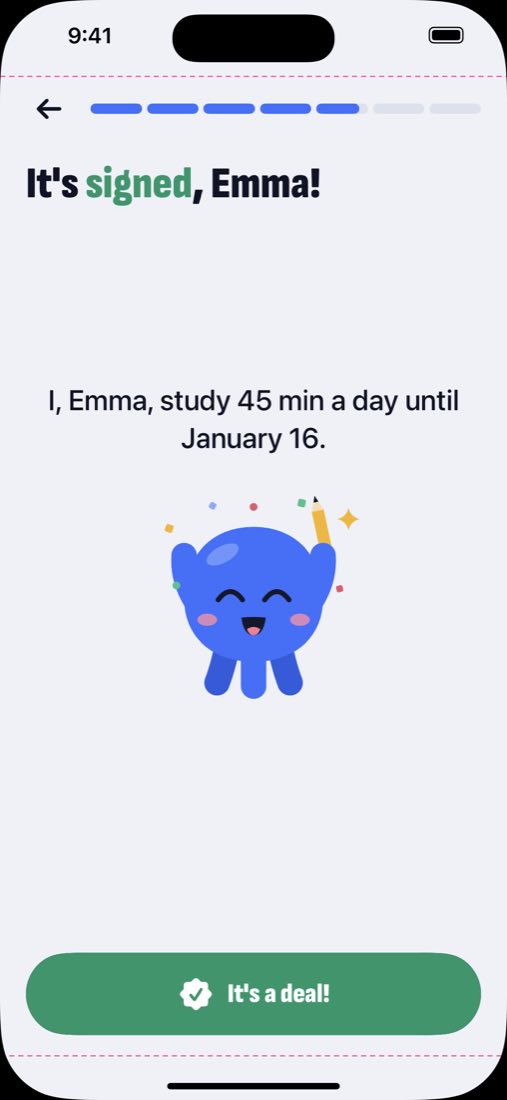 9:41
It's signed, Emma!
I, Emma, study 45 min a day until
January 16.
It's a deal!